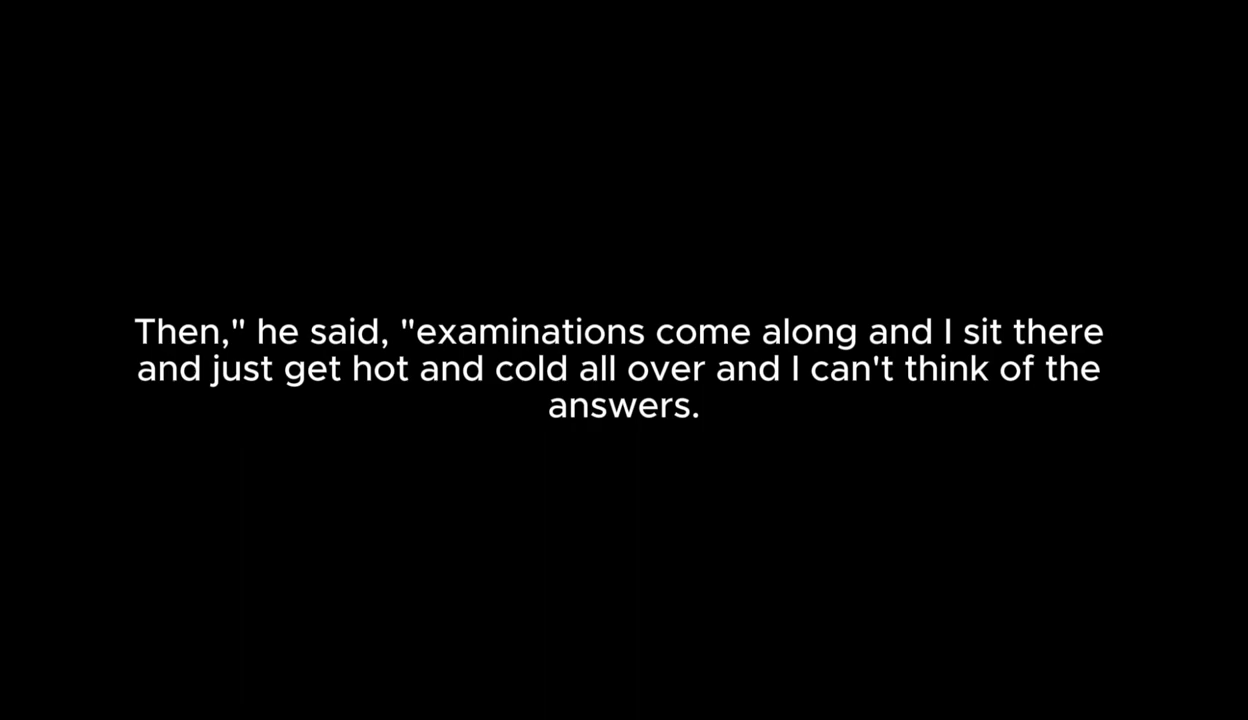 Then," he said, "examinations come along and I sit there
and just get hot and cold all over and I can't think of the
answers.